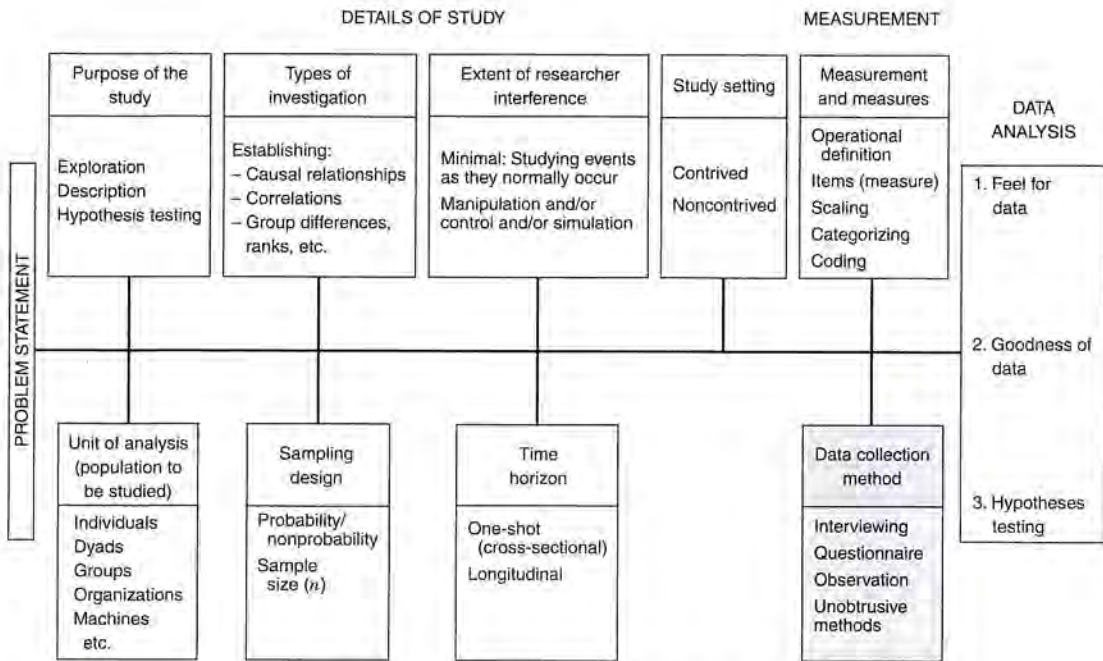 DETAILS OF STUDY
MEASUREMENT
Purpose of the
study
Exploration
Description
Hypothesis testing
Types of
investigation
Establishing:
– Causal relationships
– Correlations
– Group differences,
ranks, etc.
Extent of researcher
interference
Minimal: Studying events
as they normally occur
Manipulation and/or
control and/or simulation
Study setting
Contrived
Noncontrived
Measurement
and measures
Operational
definition
Items (measure)
Scaling
Categorizing
Coding
DATA
ANALYSIS
1. Feel for
data
2. Goodness of
data
3. Hypotheses
testing
PROBLEM STATEMENT
Unit of analysis
(population to
be studied)
Individuals
Dyads
Groups
Organizations
Machines
etc.
Sampling
design
Probability/
nonprobability
Sample
size (n)
Time
horizon
One-shot
(cross-sectional)
Longitudinal
Data collection
method
Interviewing
Questionnaire
Observation
Unobtrusive
methods